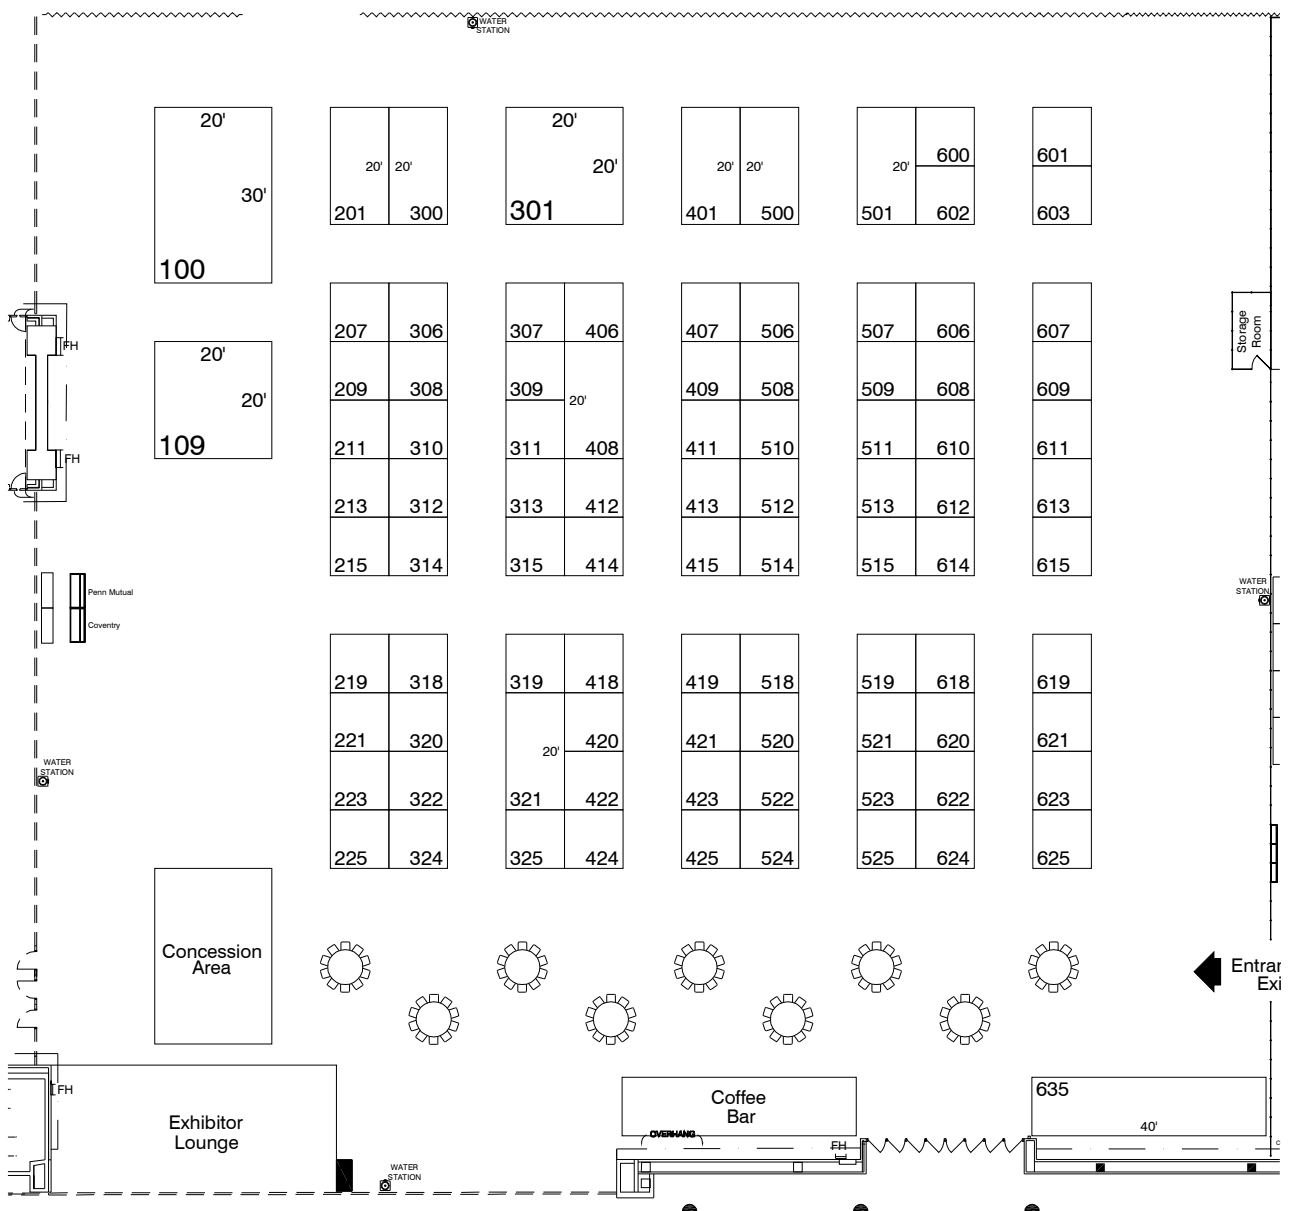 WATER
STATION
20' 20'
20' 20' 20' 20' 20' 20' 600 601
30'
201 300 301 401 500 501 602 603
100
207 306 307 406 407 506 507 606 607
Storage
Room
FH
20'
209 308 309 409 508 509 608 609
20' 20'
109 211 310 311 408 411 510 511 610 611
FH
213 312 313 412 413 512 513 612 613
215 314 315 414 415 514 515 614 615
WATER
STATION
Penn Mutual
Coventry
219 318 319 418 419 518 519 618 619
221 320 20' 420 421 520 521 620 621
WATER
STATION
223 322 321 422 423 522 523 622 623
225 324 325 424 425 524 525 624 625
Concession
Area
Entran
Exi
FH
635
Coffee
Bar
Exhibitor
Lounge
40'
OVERHANG
FH
WATER
STATION